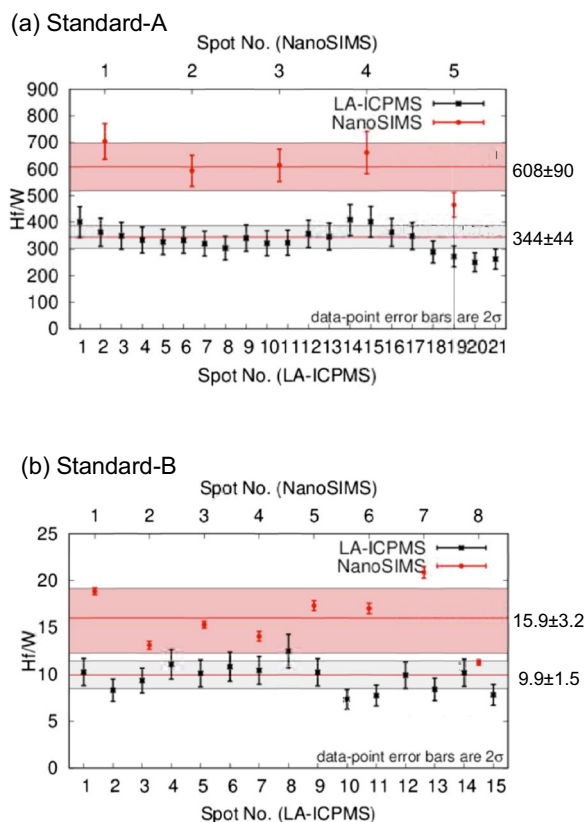 (a) Standard-A
Spot No. (NanoSIMS)
1 2 3 4 5
900
800
700
600
500
400
300
200
100
0
Hf/W
LA-ICPMS
NanoSIMS
608±90
344±44
data-point error bars are 2σ
1 2 3 4 5 6 7 8 9 10 11 12 13 14 15 16 17 18 19 20 21
Spot No. (LA-ICPMS)
(b) Standard-B
Spot No. (NanoSIMS)
1 2 3 4 5 6 7 8
25
20
15
10
5
0
Hf/W
LA-ICPMS
NanoSIMS
15.9±3.2
9.9±1.5
data-point error bars are 2σ
1 2 3 4 5 6 7 8 9 10 11 12 13 14 15
Spot No. (LA-ICPMS)